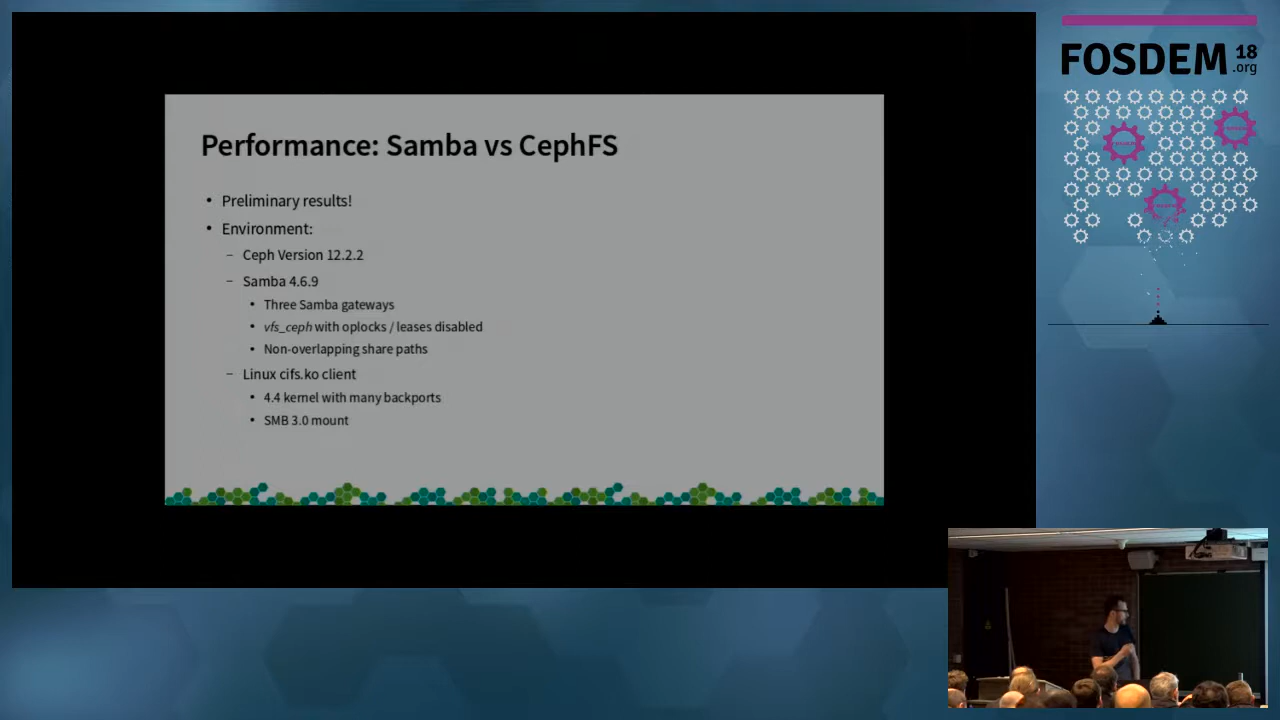 Performance: Samba vs CephFS
• Preliminary results!
• Environment:
– Ceph Version 12.2.2
– Samba 4.6.9
• Three Samba gateways
• vfs_ceph with oplocks / leases disabled
• Non-overlapping share paths
– Linux cifs.ko client
• 4.4 kernel with many backports
• SMB 3.0 mount
FOSDEM 18
.org